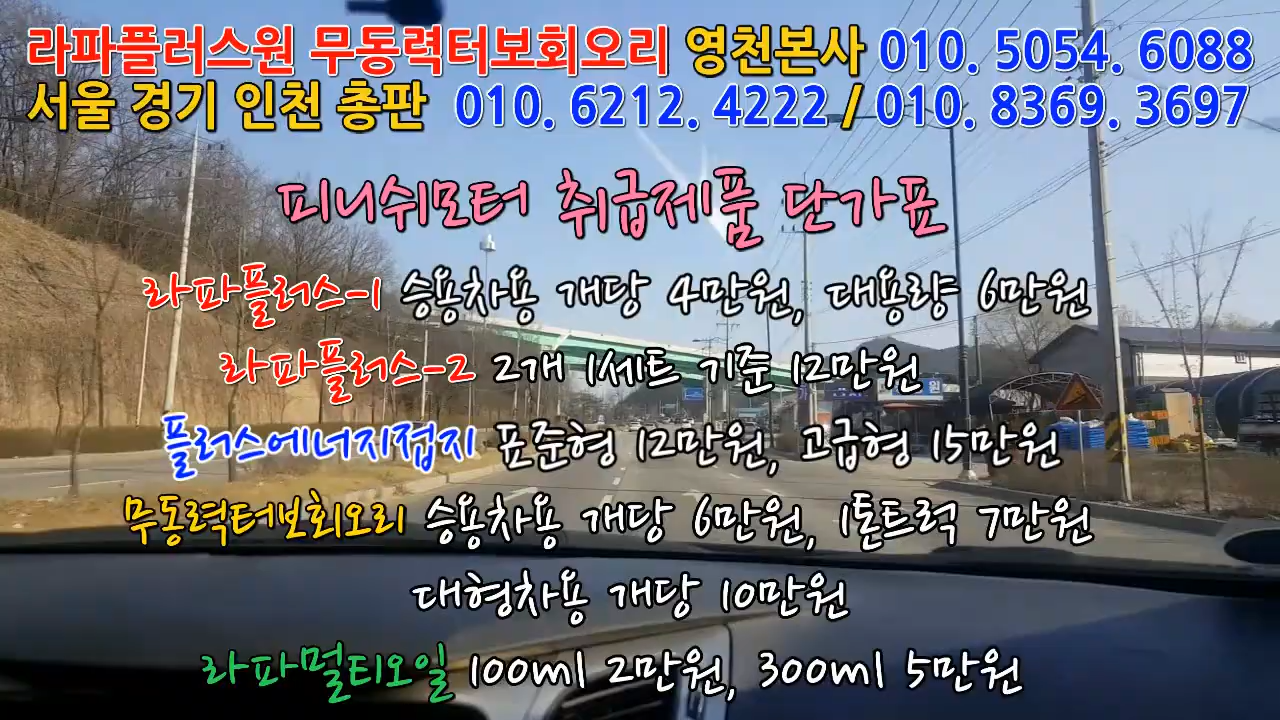 라파플러스원 무동력터보회오리 영천본사 010. 5054. 6088
서울 경기 인천 총판 010. 6212. 4222 / 010. 8369. 3697
피니쉬모터 취급제품 단가표
라파플러스-1 승용차용 개당 4만원, 대용량 6만원
라파플러스-2 2개 1세트 기준 12만원
플러스에너지접지 표준형 12만원, 고급형 15만원
무동력터보회오리 승용차용 개당 6만원, 1톤트럭 7만원
대형차용 개당 10만원
라파멀티오일 100ml 2만원, 300ml 5만원